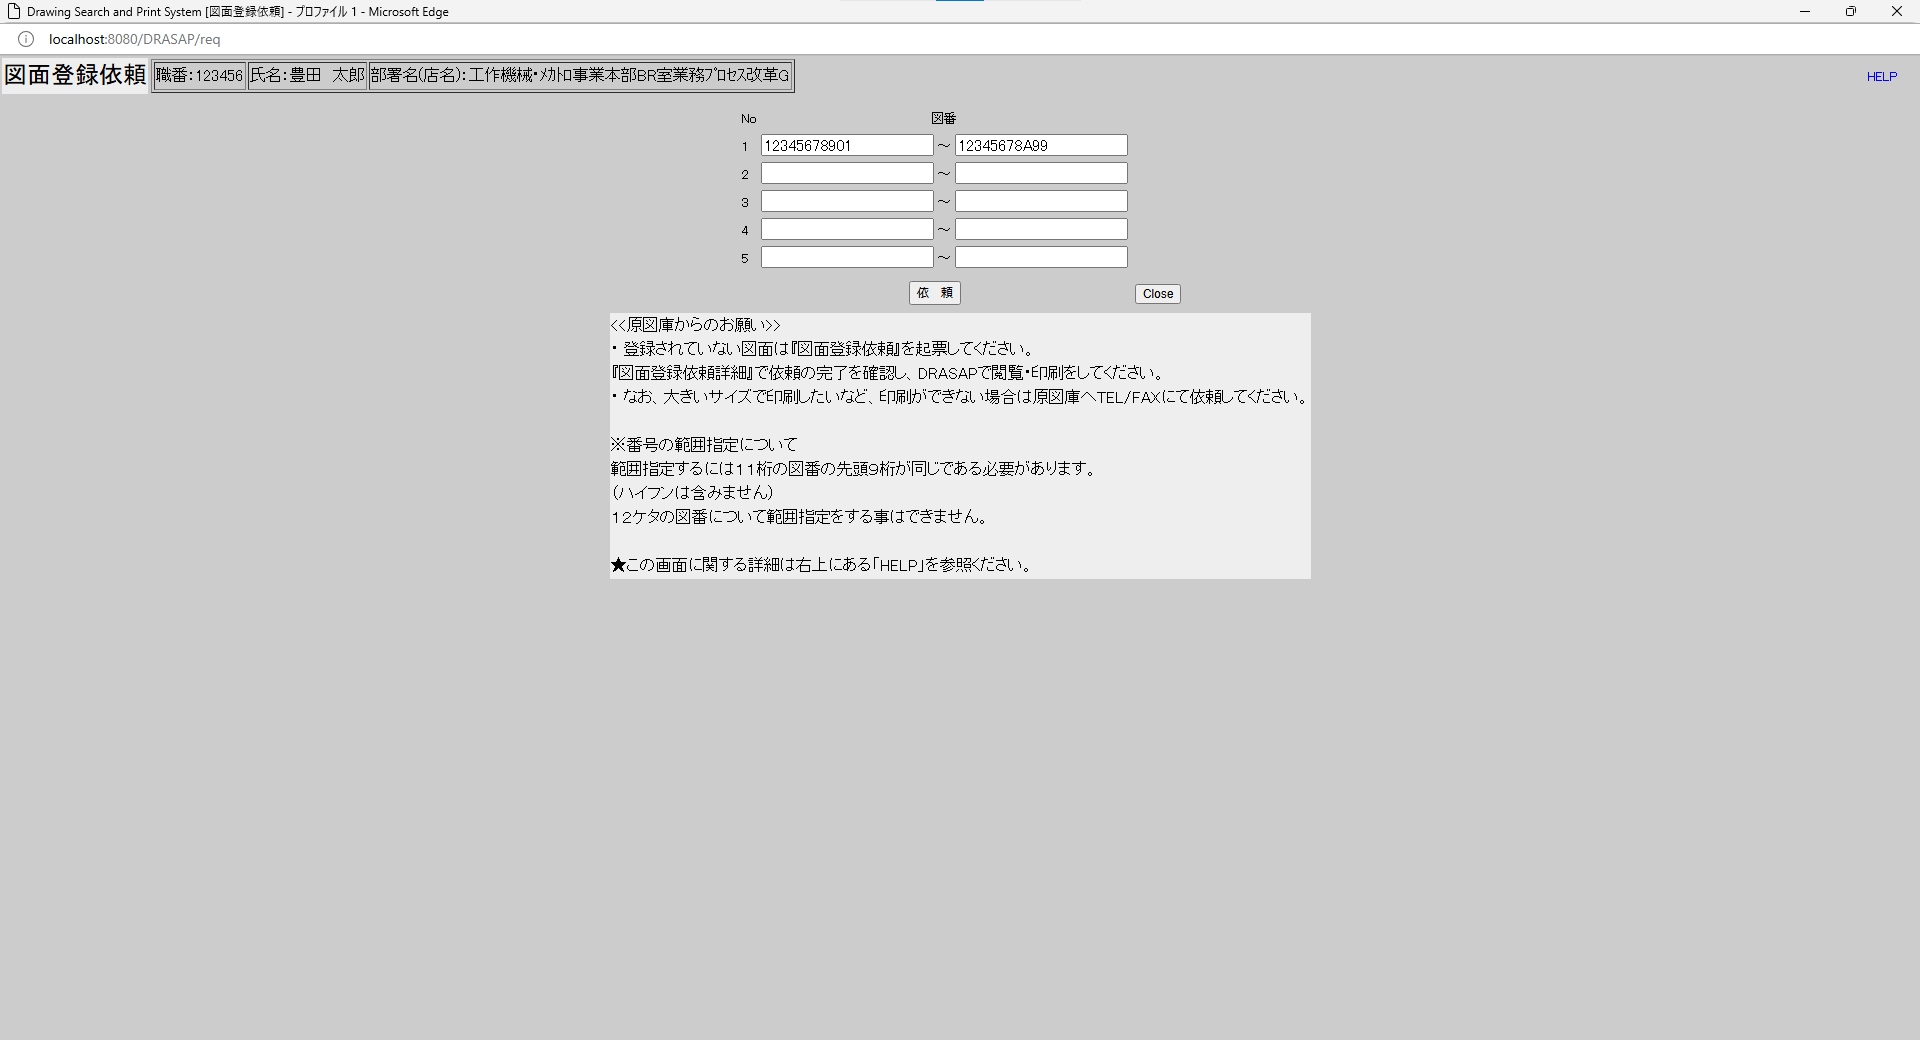 Drawing Search and Print System [図面登録依頼] - プロファイル 1 - Microsoft Edge
localhost:8080/DRASAP/req
図面登録依頼 職番：123456 氏名：豊田　太郎 部署名(店名)：工作機械・ﾒｶﾄﾛ事業本部BR室業務ﾌﾟﾛｾｽ改革G HELP
No 図番
1 12345678901 ～ 12345678A99
2 ～
3 ～
4 ～
5 ～
依　頼 Close
<<原図庫からのお願い>>
・ 登録されていない図面は『図面登録依頼』を起票してください。
『図面登録依頼詳細』で依頼の完了を確認し、DRASAPで閲覧・印刷をしてください。
・ なお、大きいサイズで印刷したいなど、印刷ができない場合は原図庫へTEL/FAXにて依頼してください。
※番号の範囲指定について
範囲指定するには１１桁の図番の先頭９桁が同じである必要があります。
（ハイフンは含みません）
１２ケタの図番について範囲指定をする事はできません。
★この画面に関する詳細は右上にある「HELP」を参照ください。